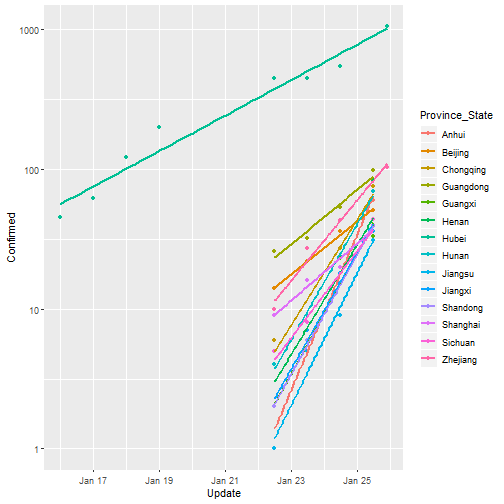 1000
100
10
1
Confirmed
Jan 17
Jan 19
Jan 21
Jan 23
Jan 25
Update
Province_State
Anhui
Beijing
Chongqing
Guangdong
Guangxi
Henan
Hubei
Hunan
Jiangsu
Jiangxi
Shandong
Shanghai
Sichuan
Zhejiang